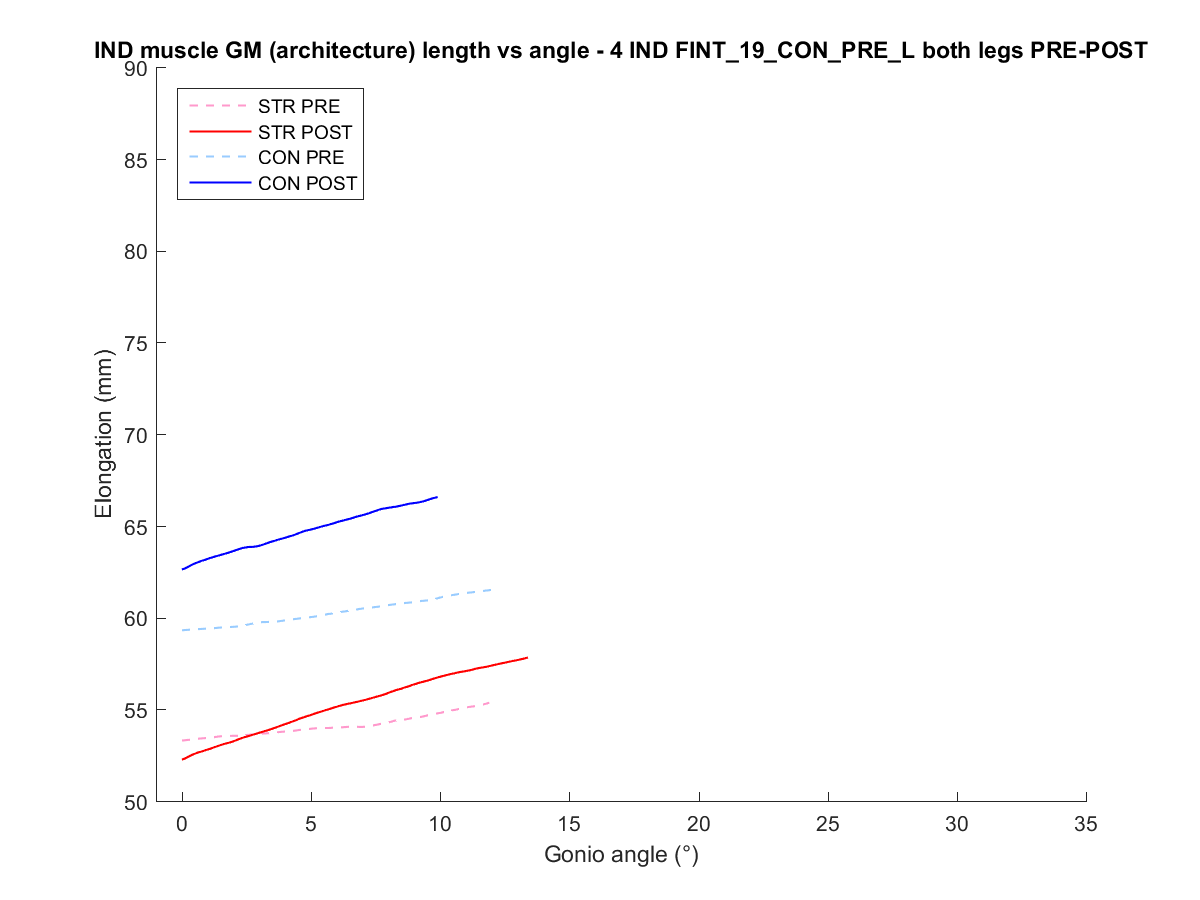 IND muscle GM (architecture) length vs angle - 4 IND FINT_19_CON_PRE_L both legs PRE-POST
STR PRE
STR POST
CON PRE
CON POST
90
85
80
75
70
65
60
55
50
Elongation (mm)
0 5 10 15 20 25 30 35
Gonio angle (°)